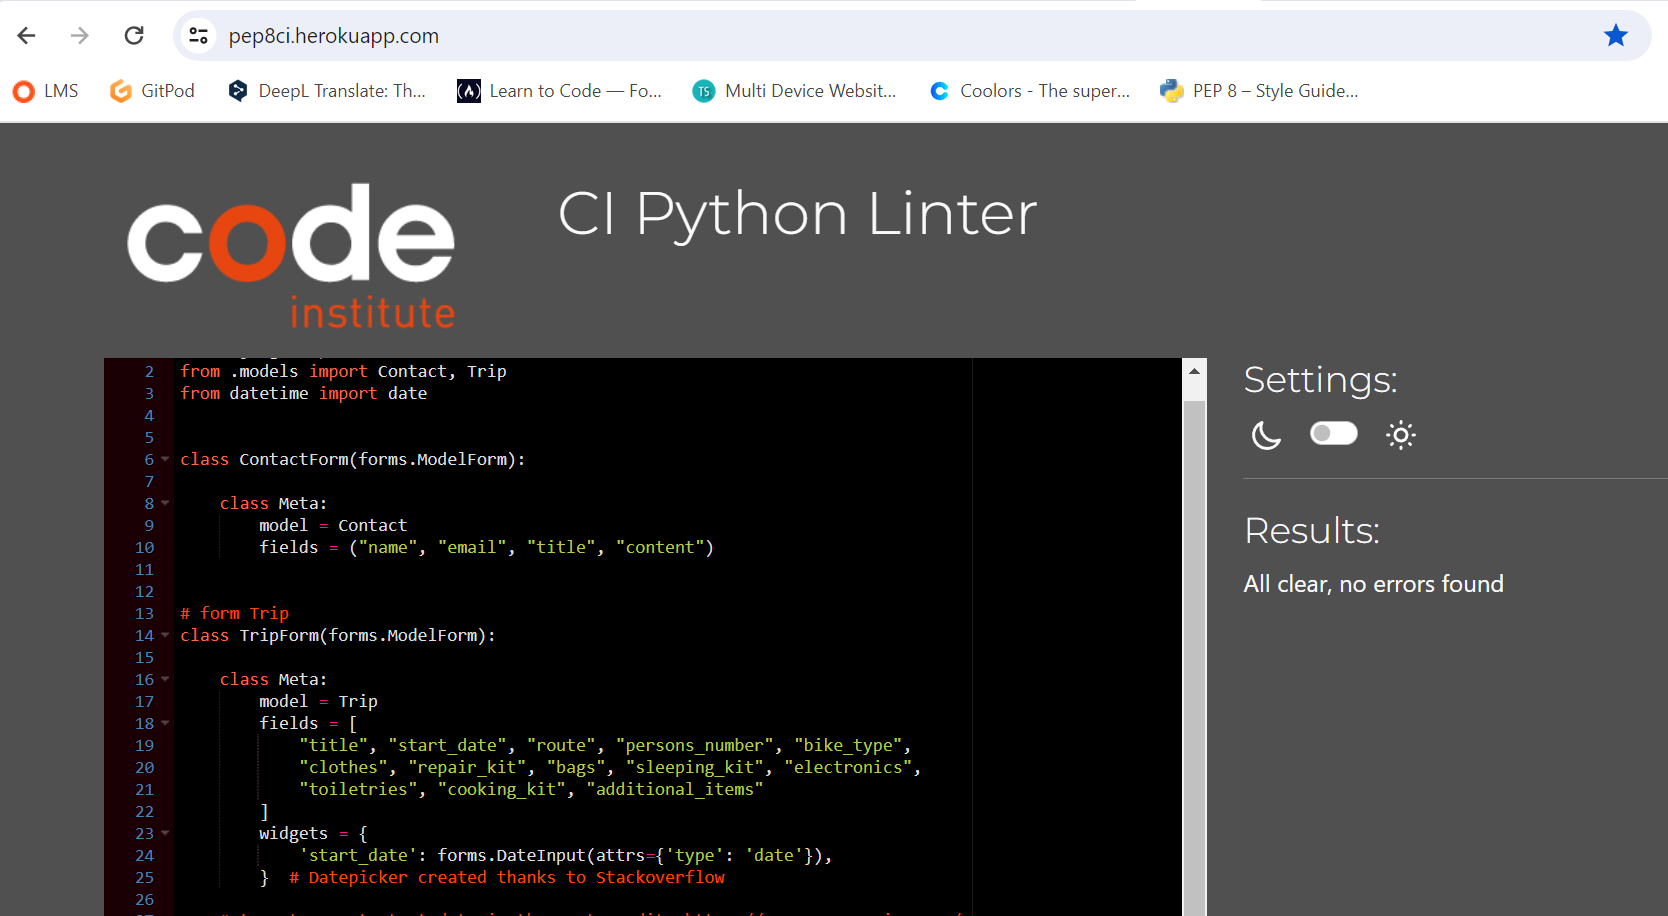 pep8ci.herokuapp.com
LMS GitPod DeepL Translate: Th... Learn to Code — Fo... TS Multi Device Websit... Coolors - The super... PEP 8 – Style Guide...
code
institute
CI Python Linter
2 from .models import Contact, Trip
3 from datetime import date
4
5
6 class ContactForm(forms.ModelForm):
7
8 class Meta:
9 model = Contact
10 fields = ("name", "email", "title", "content")
11
12
13 # form Trip
14 class TripForm(forms.ModelForm):
15
16 class Meta:
17 model = Trip
18 fields = [
19 "title", "start_date", "route", "persons_number", "bike_type",
20 "clothes", "repair_kit", "bags", "sleeping_kit", "electronics",
21 "toiletries", "cooking_kit", "additional_items"
22 ]
23 widgets = {
24 'start_date': forms.DateInput(attrs={'type': 'date'}),
25 } # Datepicker created thanks to Stackoverflow
26
Settings:
Results:
All clear, no errors found